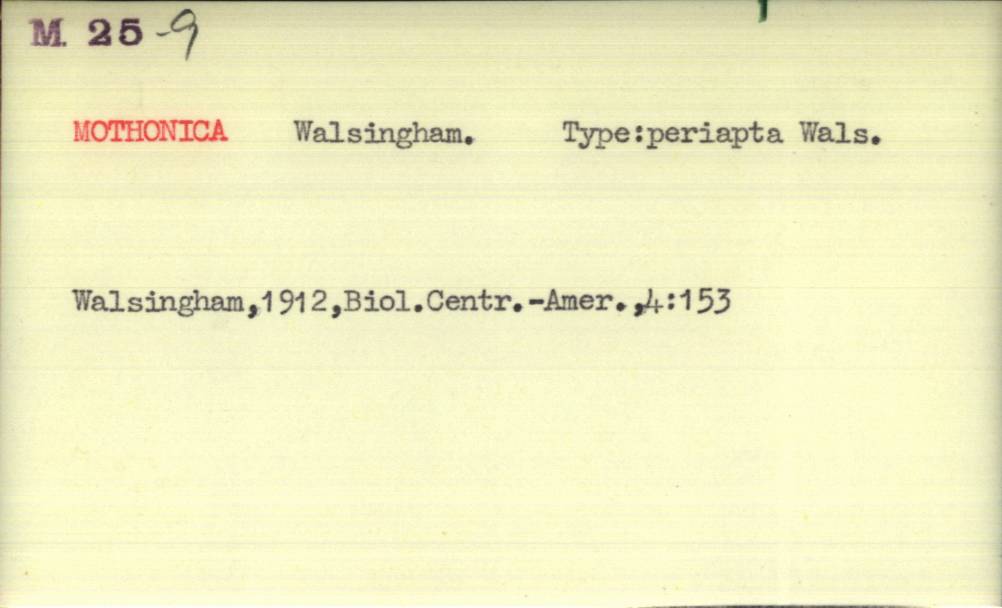 M. 25-9
MOTHONICA Walsingham. Type:periapta Wals.
Walsingham,1912,Biol.Centr.-Amer.,4:153